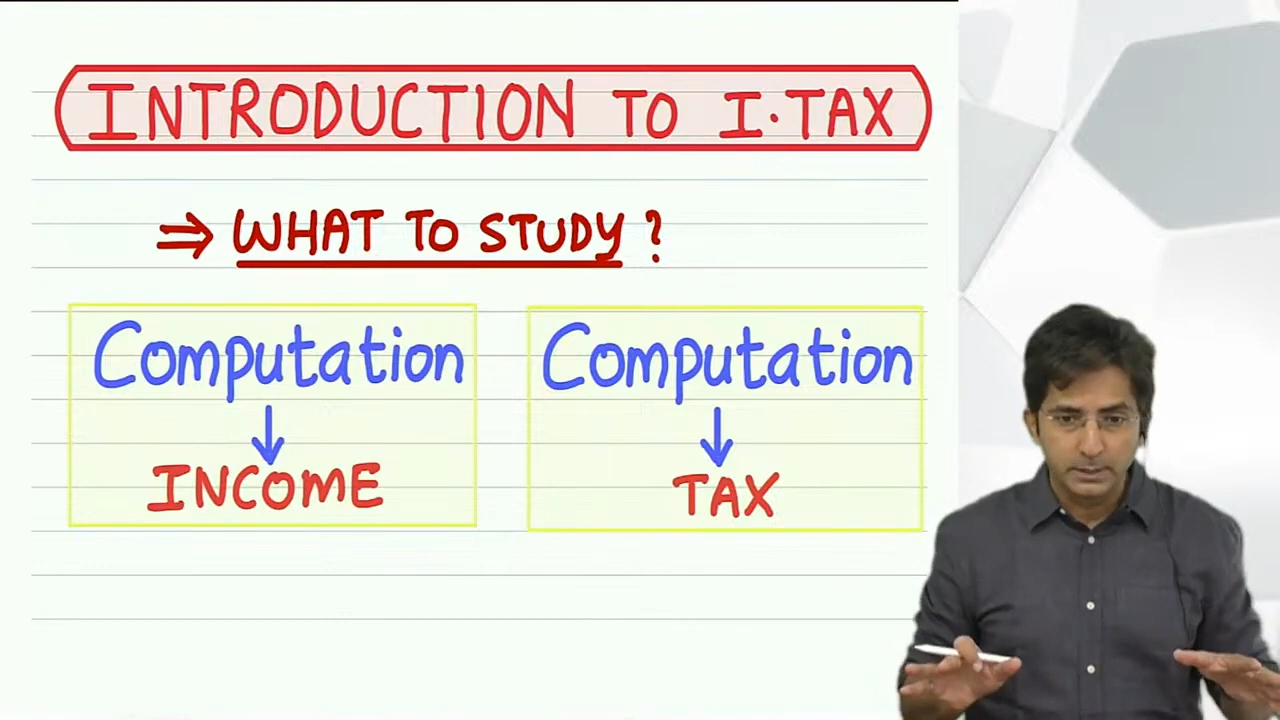 INTRODUCTION TO I.TAX
⇒ WHAT TO STUDY ?
Computation
↓
INCOME
Computation
↓
TAX